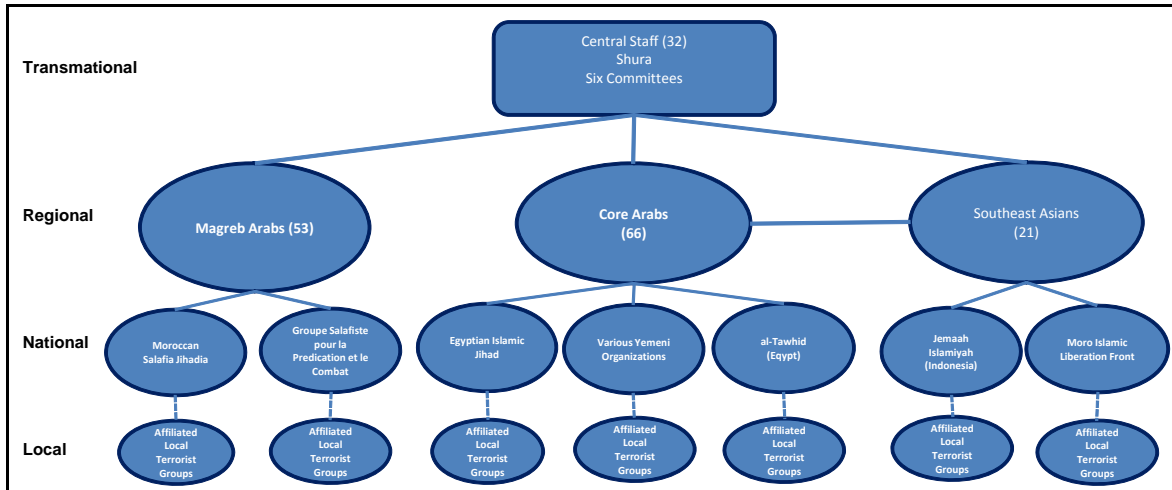 Transmational
Central Staff (32)
Shura
Six Committees
Regional
Magreb Arabs (53)
Core Arabs
(66)
Southeast Asians
(21)
National
Moroccan
Salafia Jihadia
Groupe Salafiste
pour la
Predication et le
Combat
Egyptian Islamic
Jihad
Various Yemeni
Organizations
al-Tawhid
(Eqypt)
Jemaah
Islamiyah
(Indonesia)
Moro Islamic
Liberation Front
Local
Affiliated
Local
Terrorist
Groups
Affiliated
Local
Terrorist
Groups
Affiliated
Local
Terrorist
Groups
Affiliated
Local
Terrorist
Groups
Affiliated
Local
Terrorist
Groups
Affiliated
Local
Terrorist
Groups
Affiliated
Local
Terrorist
Groups